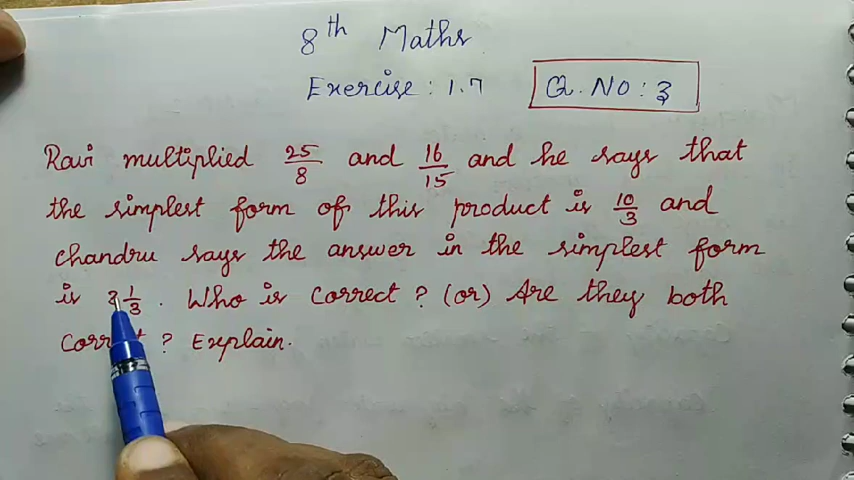 8th Maths
Exercise : 1.7 Q. NO : 3
Ravi multiplied 25/8 and 16/15 and he says that
the simplest form of this product is 10/3 and
chandru says the answer in the simplest form
is 3 1/3 . Who is correct ? (or) Are they both
correct ? Explain.